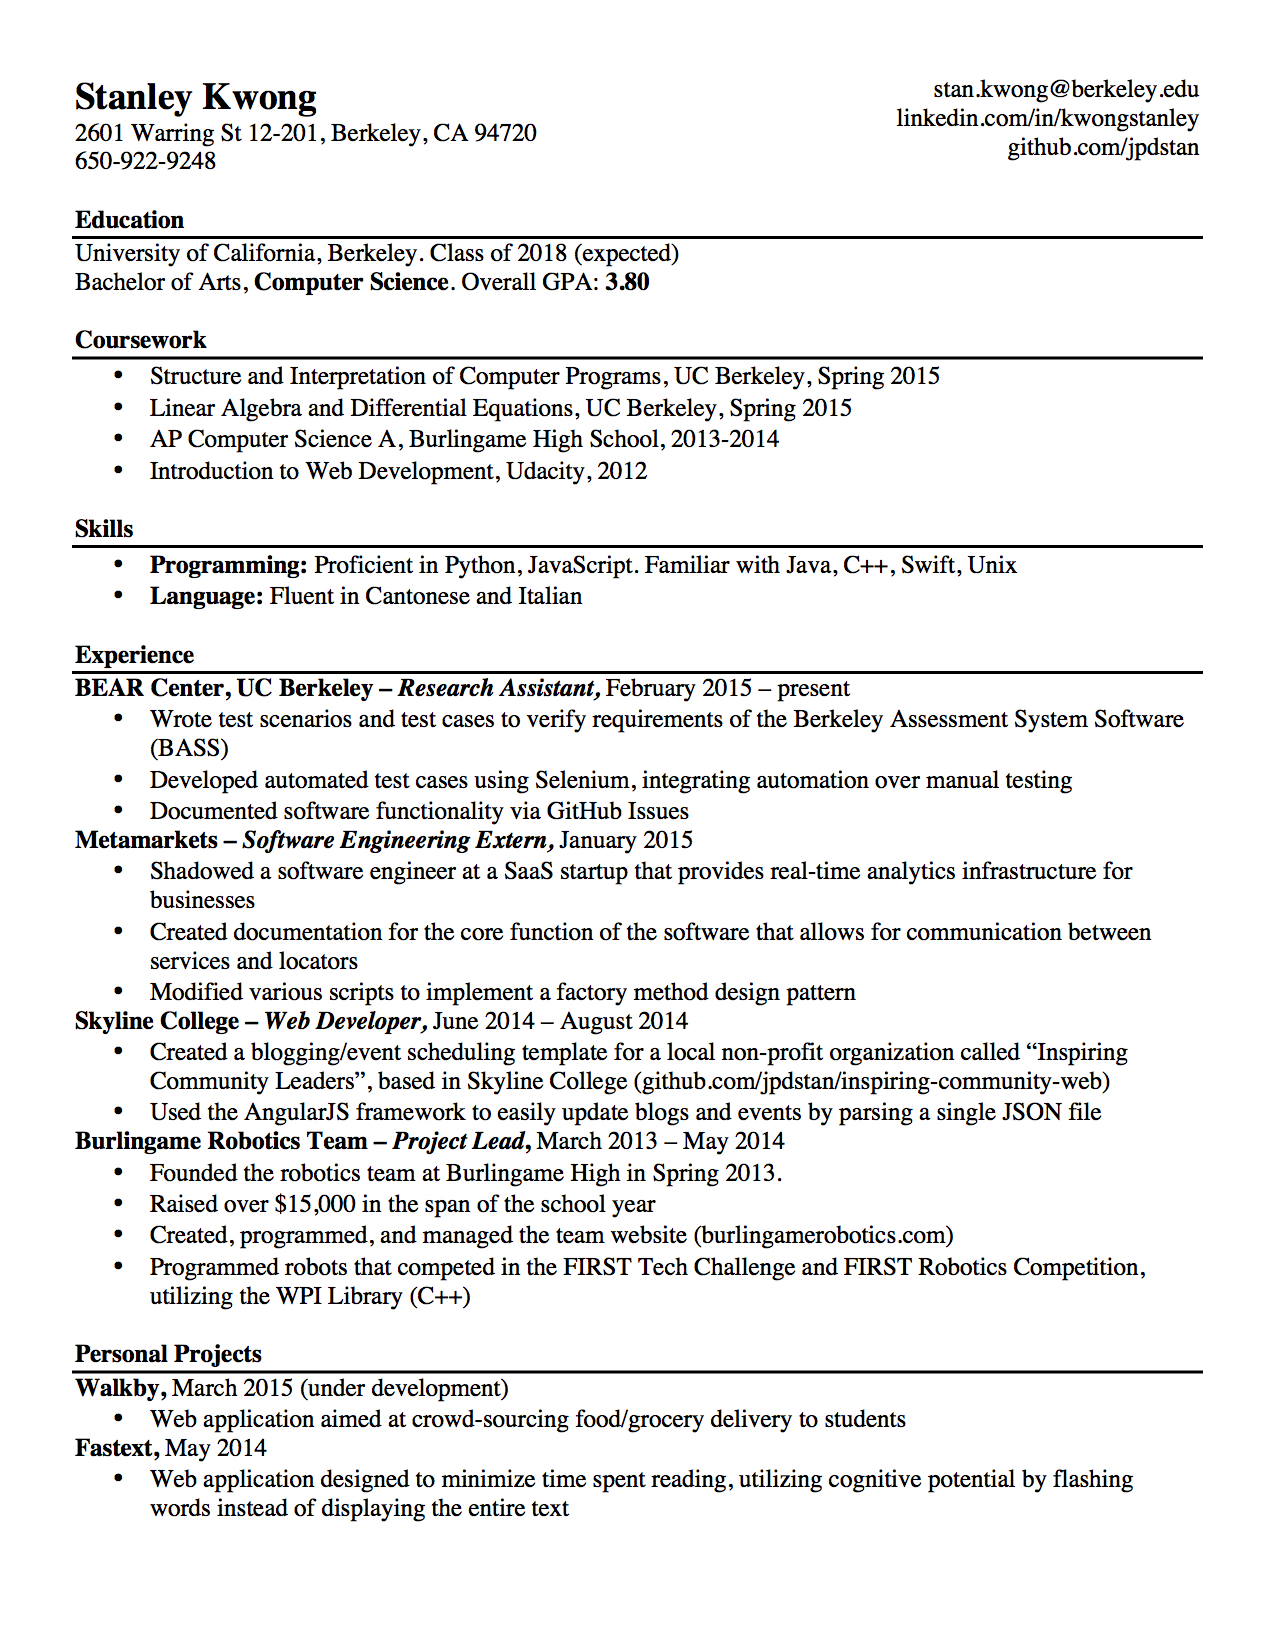 Stanley Kwong
2601 Warring St 12-201, Berkeley, CA 94720
650-922-9248
stan.kwong@berkeley.edu
linkedin.com/in/kwongstanley
github.com/jpdstan
Education
University of California, Berkeley. Class of 2018 (expected)
Bachelor of Arts, Computer Science. Overall GPA: 3.80
Coursework
• Structure and Interpretation of Computer Programs, UC Berkeley, Spring 2015
• Linear Algebra and Differential Equations, UC Berkeley, Spring 2015
• AP Computer Science A, Burlingame High School, 2013-2014
• Introduction to Web Development, Udacity, 2012
Skills
• Programming: Proficient in Python, JavaScript. Familiar with Java, C++, Swift, Unix
• Language: Fluent in Cantonese and Italian
Experience
BEAR Center, UC Berkeley – Research Assistant, February 2015 – present
• Wrote test scenarios and test cases to verify requirements of the Berkeley Assessment System Software
(BASS)
• Developed automated test cases using Selenium, integrating automation over manual testing
• Documented software functionality via GitHub Issues
Metamarkets – Software Engineering Extern, January 2015
• Shadowed a software engineer at a SaaS startup that provides real-time analytics infrastructure for
businesses
• Created documentation for the core function of the software that allows for communication between
services and locators
• Modified various scripts to implement a factory method design pattern
Skyline College – Web Developer, June 2014 – August 2014
• Created a blogging/event scheduling template for a local non-profit organization called “Inspiring
Community Leaders”, based in Skyline College (github.com/jpdstan/inspiring-community-web)
• Used the AngularJS framework to easily update blogs and events by parsing a single JSON file
Burlingame Robotics Team – Project Lead, March 2013 – May 2014
• Founded the robotics team at Burlingame High in Spring 2013.
• Raised over $15,000 in the span of the school year
• Created, programmed, and managed the team website (burlingamerobotics.com)
• Programmed robots that competed in the FIRST Tech Challenge and FIRST Robotics Competition,
utilizing the WPI Library (C++)
Personal Projects
Walkby, March 2015 (under development)
• Web application aimed at crowd-sourcing food/grocery delivery to students
Fastext, May 2014
• Web application designed to minimize time spent reading, utilizing cognitive potential by flashing
words instead of displaying the entire text